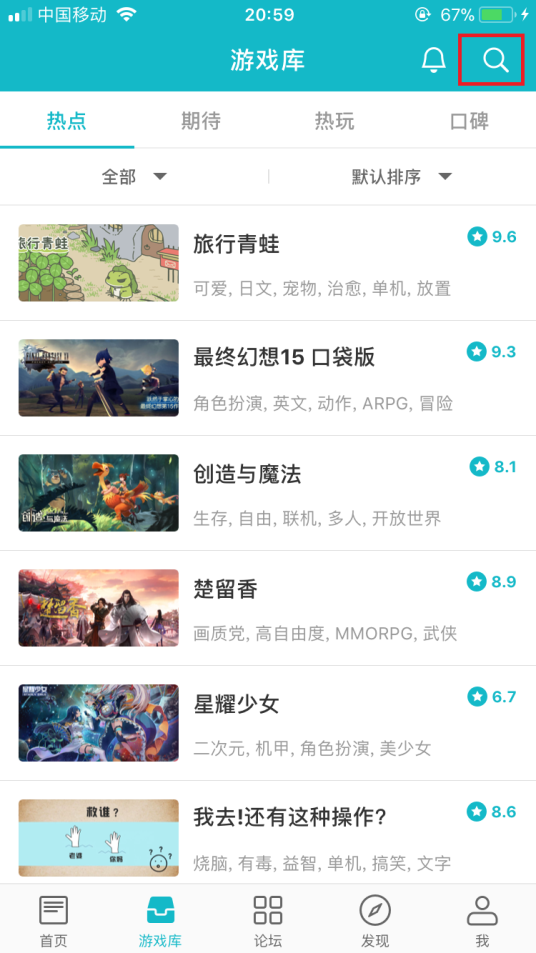 中国移动
20:59
67%
游戏库
热点
期待
热玩
口碑
全部
默认排序
旅行青蛙
旅行青蛙
9.6
可爱, 日文, 宠物, 治愈, 单机, 放置
最终幻想15 口袋版
9.3
角色扮演, 英文, 动作, ARPG, 冒险
创造与魔法
创造与魔法
8.1
生存, 自由, 联机, 多人, 开放世界
楚留香
楚留香
8.9
画质党, 高自由度, MMORPG, 武侠
星耀少女
星耀少女
6.7
二次元, 机甲, 角色扮演, 美少女
救谁?
老婆
你妈
? ? ?
我去!还有这种操作?
8.6
烧脑, 有毒, 益智, 单机, 搞笑, 文字
首页
游戏库
论坛
发现
我